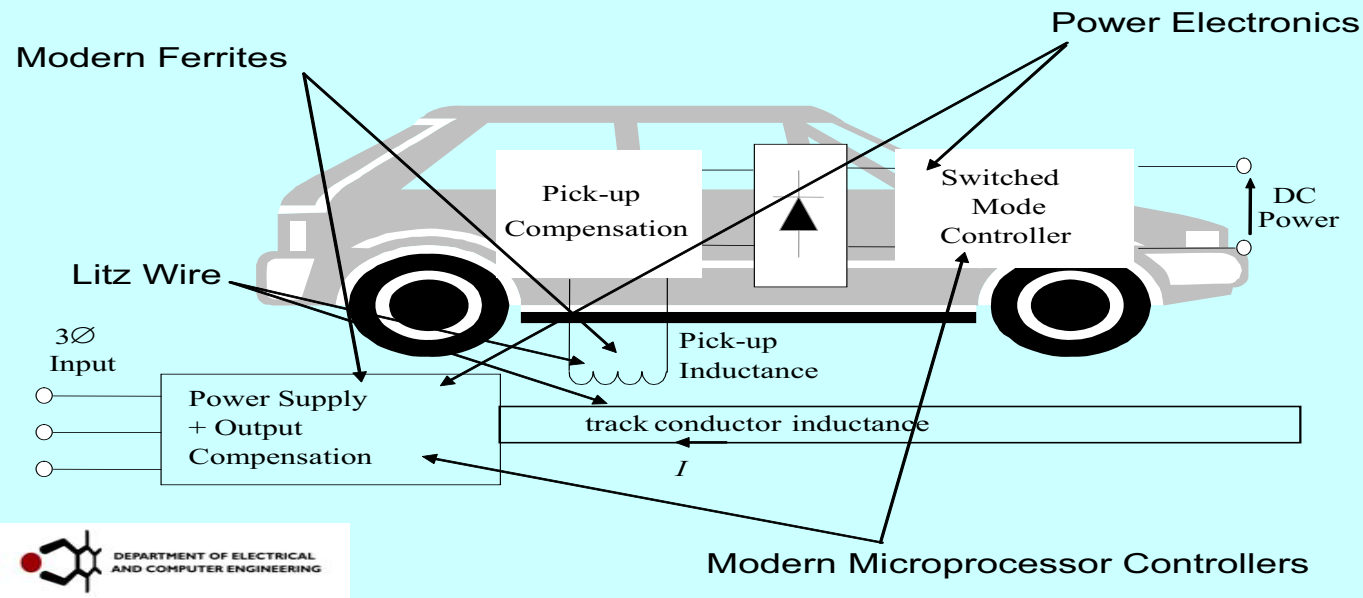 Power Electronics
Modern Ferrites
Pick-up
Compensation
Switched
Mode
Controller
DC
Power
Litz Wire
3∅
Input
Pick-up
Inductance
Power Supply
+ Output
Compensation
track conductor inductance
I
DEPARTMENT OF ELECTRICAL
AND COMPUTER ENGINEERING
Modern Microprocessor Controllers